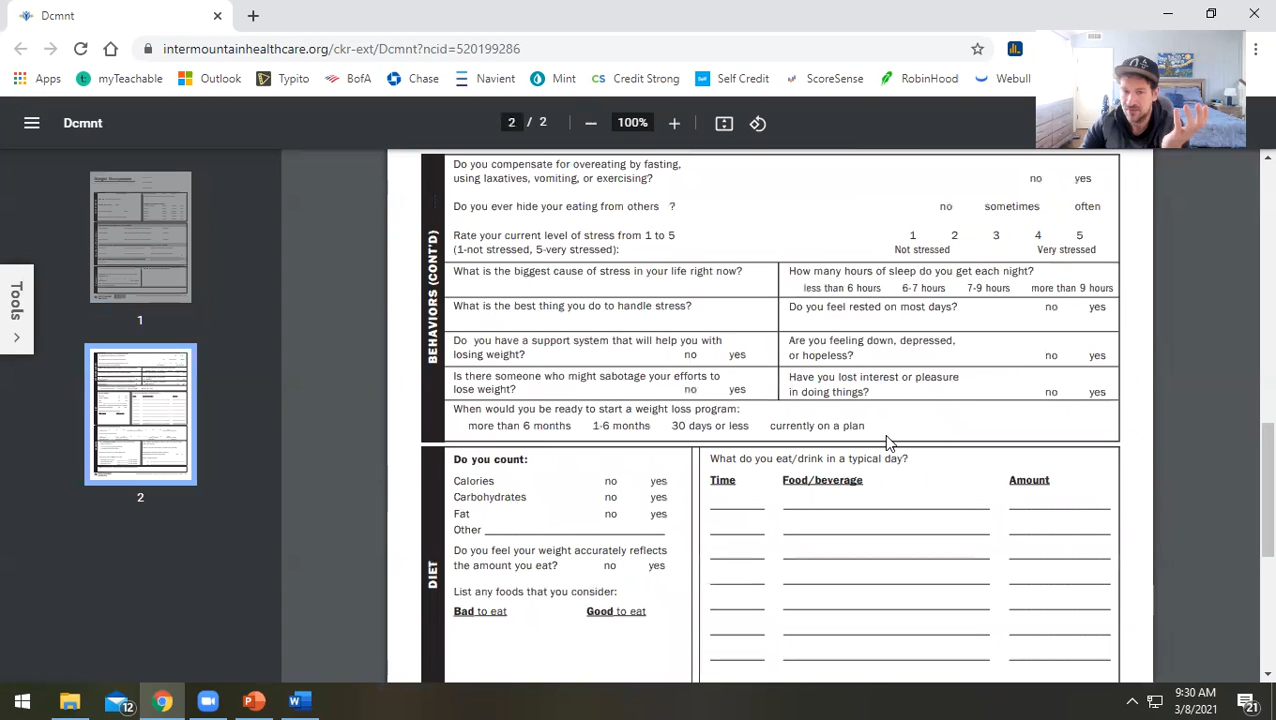 Dcmnt
intermountainhealthcare.org/ckr-ext/Dcmnt?ncid=520199286
Apps myTeachable Outlook Typito BofA Chase Navient Mint CS Credit Strong Self Credit ScoreSense RobinHood Webull
Dcmnt 2 / 2 100%
Tools
1
2
BEHAVIORS (CONT'D)
Do you compensate for overeating by fasting,
using laxatives, vomiting, or exercising? no yes
Do you ever hide your eating from others ? no sometimes often
Rate your current level of stress from 1 to 5 1 2 3 4 5
(1-not stressed, 5-very stressed): Not stressed Very stressed
What is the biggest cause of stress in your life right now?
What is the best thing you do to handle stress?
Do you have a support system that will help you with
losing weight? no yes
Is there someone who might sabotage your efforts to
lose weight? no yes
How many hours of sleep do you get each night?
less than 6 hours 6-7 hours 7-9 hours more than 9 hours
Do you feel rested on most days? no yes
Are you feeling down, depressed,
or hopeless? no yes
Have you lost interest or pleasure
in doing things? no yes
When would you be ready to start a weight loss program:
more than 6 months 1-6 months 30 days or less currently on a plan
DIET
Do you count:
Calories no yes
Carbohydrates no yes
Fat no yes
Other
Do you feel your weight accurately reflects
the amount you eat? no yes
List any foods that you consider:
Bad to eat Good to eat
What do you eat/drink in a typical day?
Time Food/beverage Amount
12
9:30 AM
3/8/2021
21